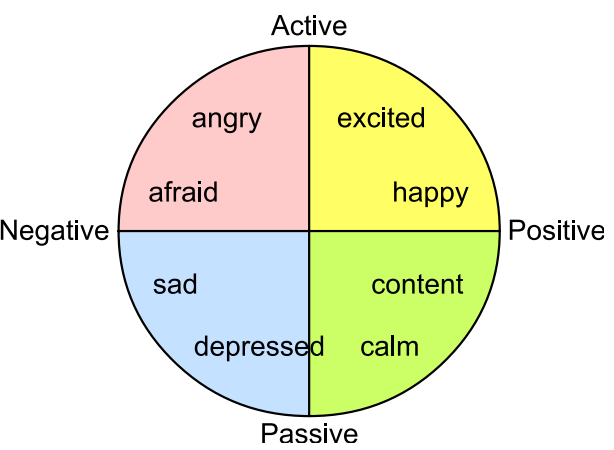 Active
angry
excited
afraid
happy
Negative
Positive
sad
content
depressed
calm
Passive